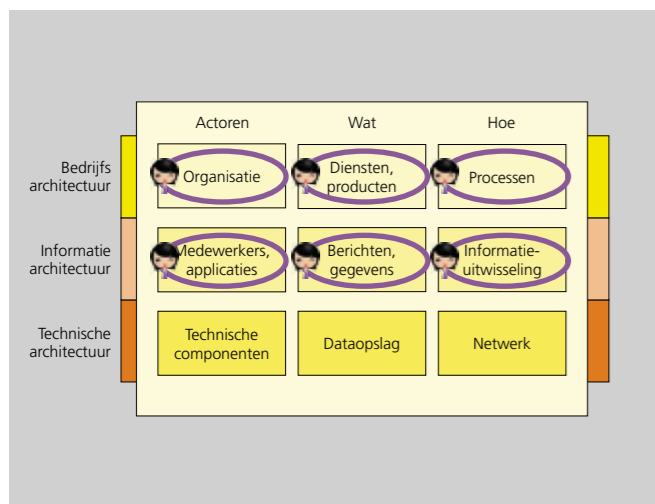 Actoren Wat Hoe
Bedrijfs
architectuur
Organisatie
Diensten,
producten
Processen
Informatie
architectuur
Medewerkers,
applicaties
Berichten,
gegevens
Informatie-
uitwisseling
Technische
architectuur
Technische
componenten
Dataopslag
Netwerk